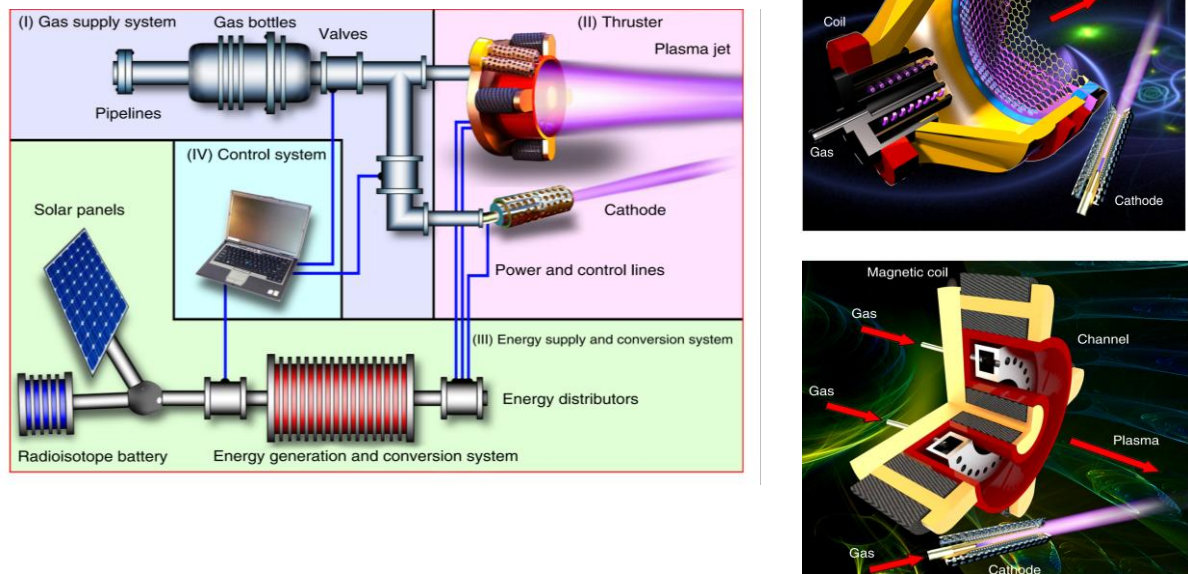 (I) Gas supply system
Gas bottles
Valves
Pipelines
(II) Thruster
Plasma jet
Cathode
Power and control lines
(IV) Control system
Solar panels
(III) Energy supply and conversion system
Energy distributors
Radioisotope battery
Energy generation and conversion system
Coil
Gas
Cathode
Magnetic coil
Gas
Channel
Gas
Plasma
Gas
Cathode